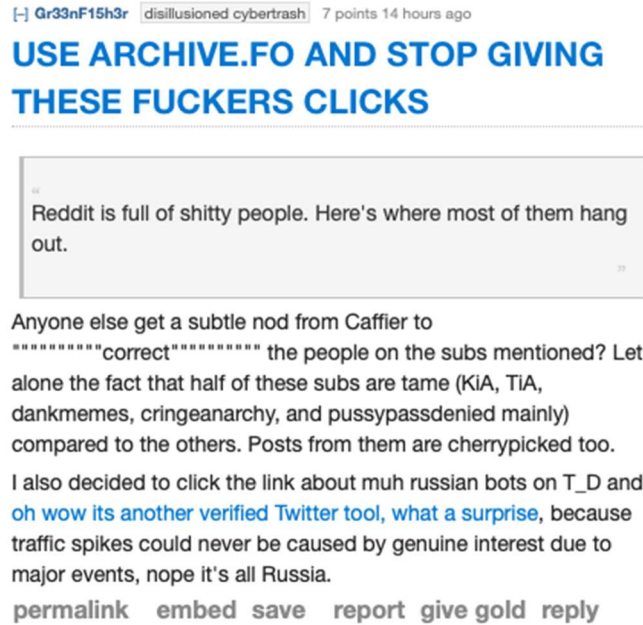 [-] Gr33nF15h3r disillusioned cybertrash 7 points 14 hours ago
USE ARCHIVE.FO AND STOP GIVING
THESE FUCKERS CLICKS
“
Reddit is full of shitty people. Here's where most of them hang
out.
”
Anyone else get a subtle nod from Caffier to
""""""""""correct"""""""""" the people on the subs mentioned? Let
alone the fact that half of these subs are tame (KiA, TiA,
dankmemes, cringeanarchy, and pussypassdenied mainly)
compared to the others. Posts from them are cherrypicked too.
I also decided to click the link about muh russian bots on T_D and
oh wow its another verified Twitter tool, what a surprise, because
traffic spikes could never be caused by genuine interest due to
major events, nope it's all Russia.
permalink embed save report give gold reply